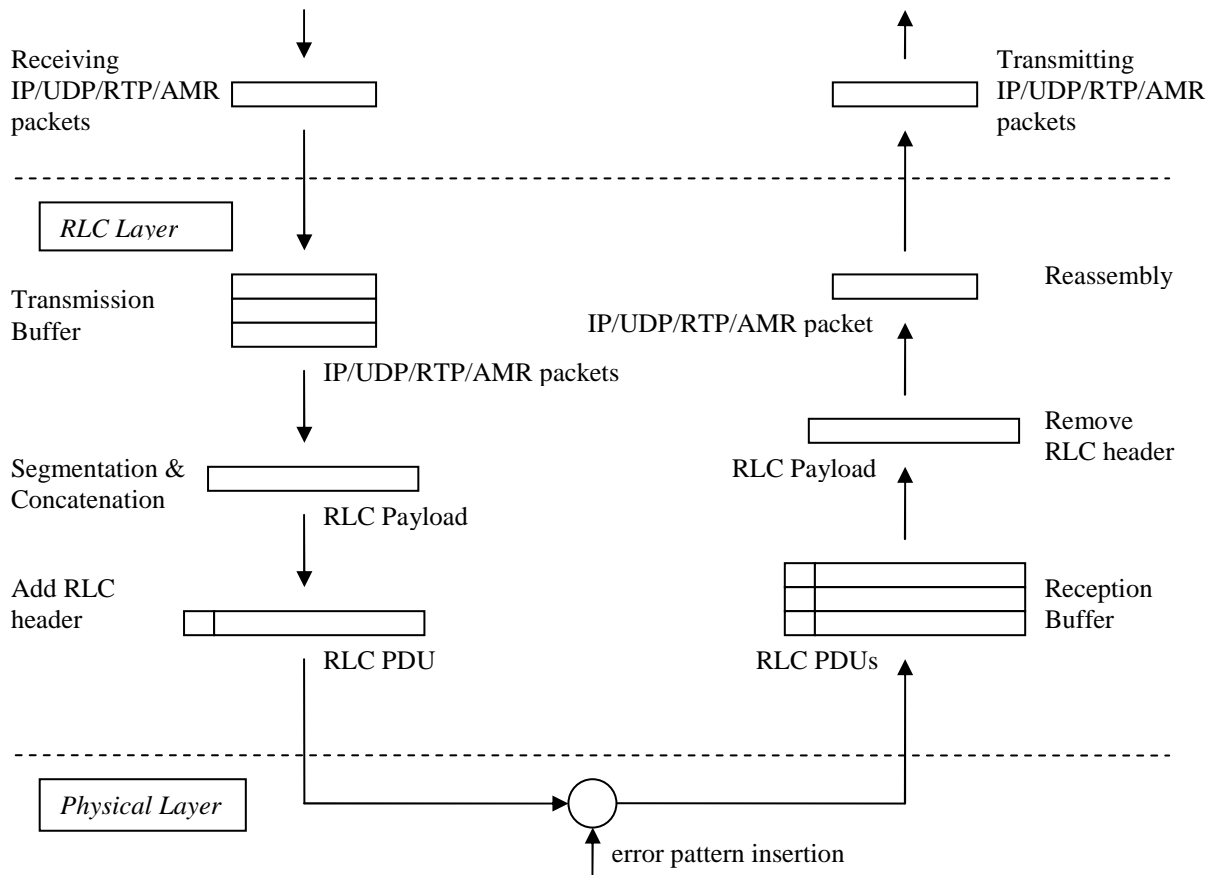 Receiving
IP/UDP/RTP/AMR
packets
Transmitting
IP/UDP/RTP/AMR
packets
RLC Layer
Transmission
Buffer
IP/UDP/RTP/AMR packets
Segmentation &
Concatenation
RLC Payload
Add RLC
header
RLC PDU
Reassembly
IP/UDP/RTP/AMR packet
Remove
RLC header
RLC Payload
Reception
Buffer
RLC PDUs
Physical Layer
error pattern insertion